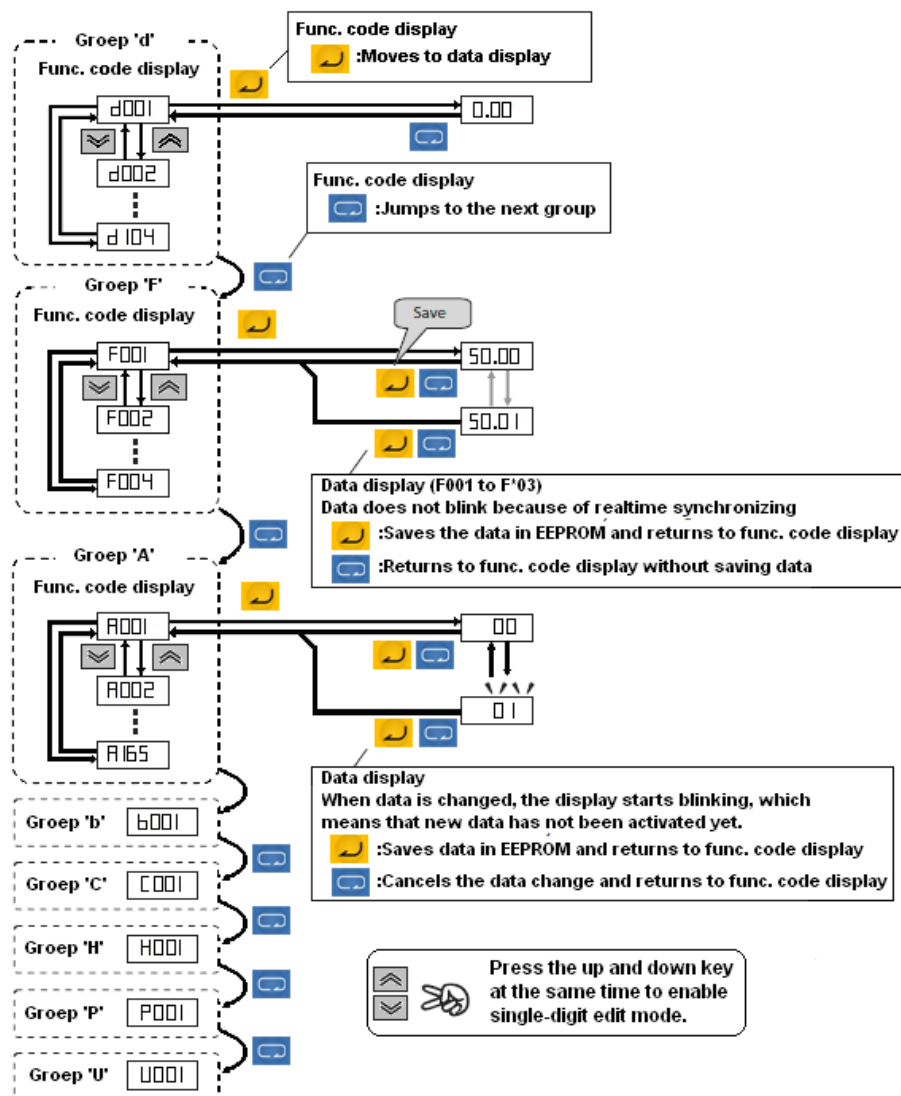 Func. code display
:Moves to data display
Groep 'd'
Func. code display
d001
0.00
d002
d104
Func. code display
:Jumps to the next group
Groep 'F'
Func. code display
Save
F001
50.00
F002
50.01
F004
Data display (F001 to F*03)
Data does not blink because of realtime synchronizing
:Saves the data in EEPROM and returns to func. code display
:Returns to func. code display without saving data
Groep 'A'
Func. code display
A001
00
A002
01
A165
Data display
When data is changed, the display starts blinking, which
means that new data has not been activated yet.
:Saves data in EEPROM and returns to func. code display
:Cancels the data change and returns to func. code display
Groep 'b'
b001
Groep 'C'
C001
Groep 'H'
H001
Groep 'P'
P001
Groep 'U'
U001
Press the up and down key
at the same time to enable
single-digit edit mode.